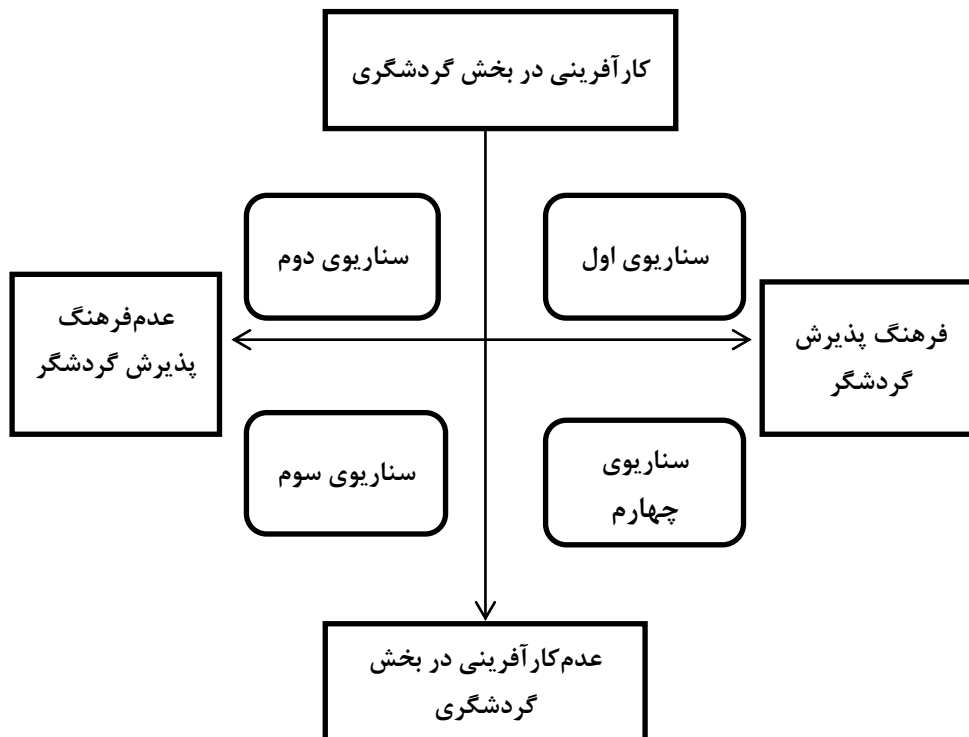 کارآفرینی در بخش گردشگری
سناریوی اول
سناریوی دوم
فرهنگ پذیرش
گردشگر
عدم‌فرهنگ
پذیرش گردشگر
سناریوی
چهارم
سناریوی سوم
عدم‌کارآفرینی در بخش
گردشگری